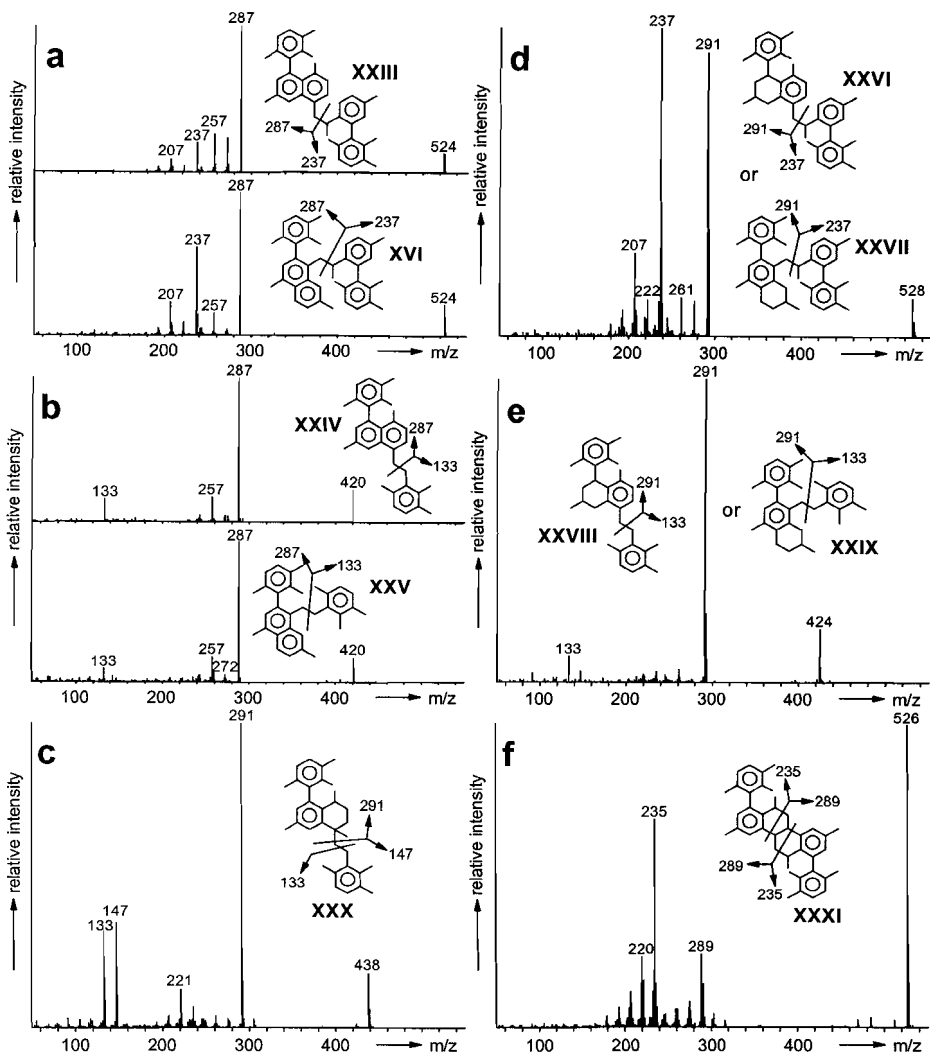 a
relative intensity
287
XXIII
287
237
207
237
257
524
relative intensity
287
287
237
XVI
237
207
257
524
100
200
300
400
m/z
b
relative intensity
287
XXIV
287
133
133
257
420
relative intensity
287
287
133
XXV
133
257
272
420
100
200
300
400
m/z
c
relative intensity
291
291
147
133
XXX
133
147
221
438
100
200
300
400
m/z
d
relative intensity
237
291
XXVI
291
237
or
291
237
XXVII
207
222
261
528
100
200
300
400
m/z
e
relative intensity
291
XXVIII
291
133
or
291
133
XXIX
133
424
100
200
300
400
m/z
f
relative intensity
526
235
289
289
235
XXXI
235
220
289
100
200
300
400
m/z